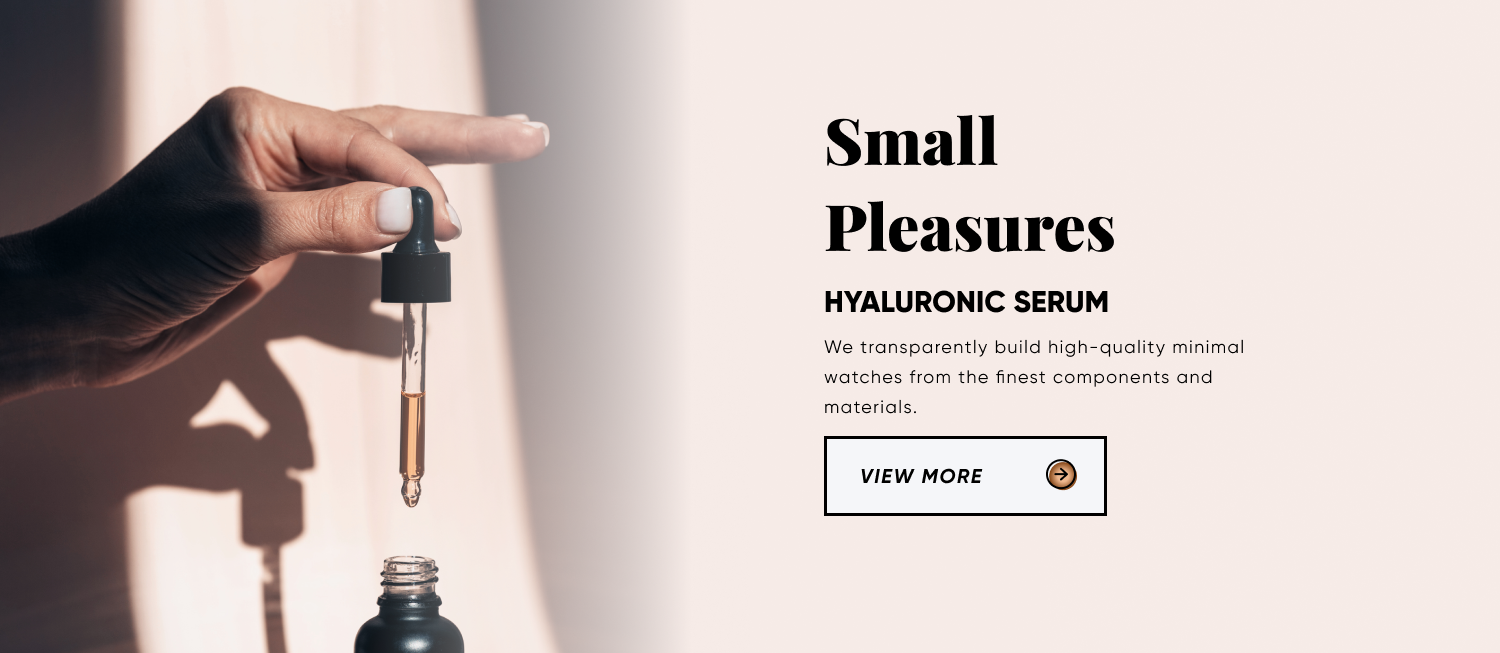 Small
Pleasures
HYALURONIC SERUM
We transparently build high-quality minimal
watches from the finest components and
materials.
VIEW MORE